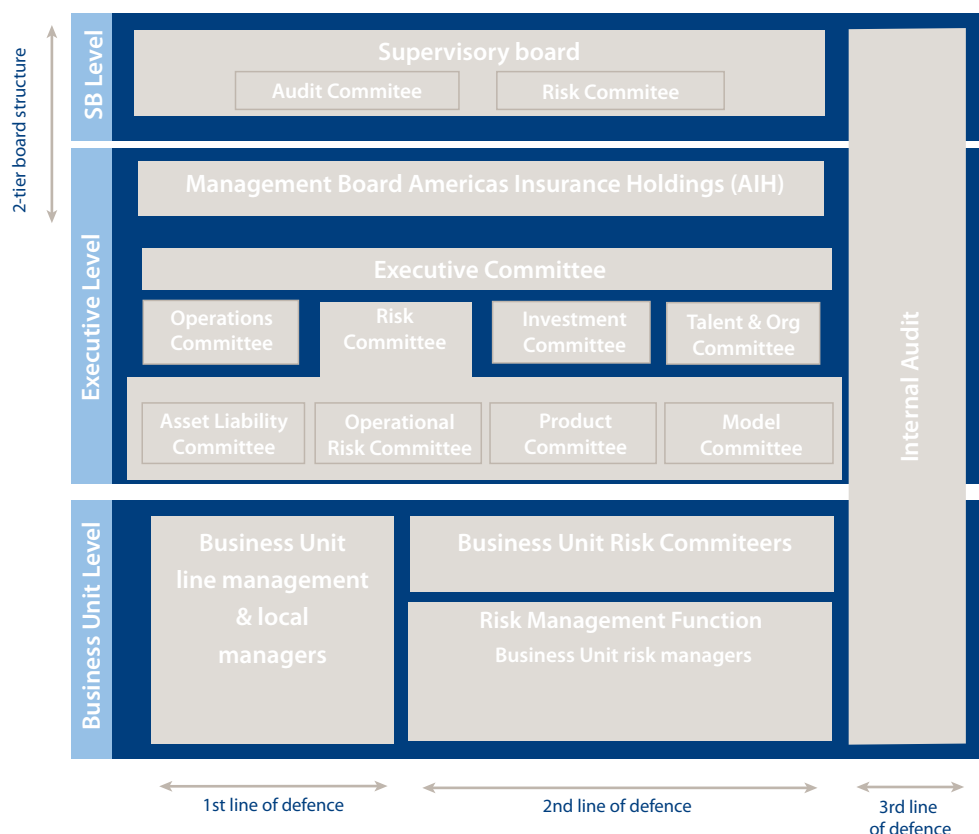 2-tier board structure
SB Level
Supervisory board
Audit Commitee
Risk Commitee
Executive Level
Management Board Americas Insurance Holdings (AIH)
Executive Committee
Operations
Committee
Risk
Committee
Investment
Committee
Talent & Org
Committee
Asset Liability
Committee
Operational
Risk Committee
Product
Committee
Model
Committee
Internal Audit
Business Unit Level
Business Unit
line management
& local
managers
Business Unit Risk Commiteers
Risk Management Function
Business Unit risk managers
1st line of defence
2nd line of defence
3rd line
of defence